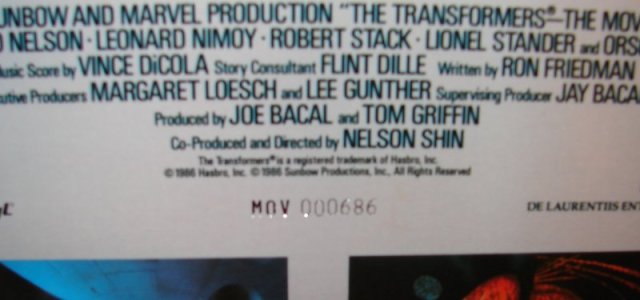 UNBOW AND MARVEL PRODUCTION "THE TRANSFORMERS®—THE MOV
NELSON · LEONARD NIMOY · ROBERT STACK · LIONEL STANDER and ORS
usic Score by VINCE DiCOLA Story Consultant FLINT DILLE Written by RON FRIEDMAN
utive Producers MARGARET LOESCH and LEE GUNTHER Supervising Producer JAY BACA
Produced by JOE BACAL and TOM GRIFFIN
Co-Produced and Directed by NELSON SHIN
The Transformers® is a registered trademark of Hasbro, Inc.
© 1986 Hasbro, Inc. © 1986 Sunbow Productions, Inc., All Rights Reserved
MOV 000686
DE LAURENTIIS ENT